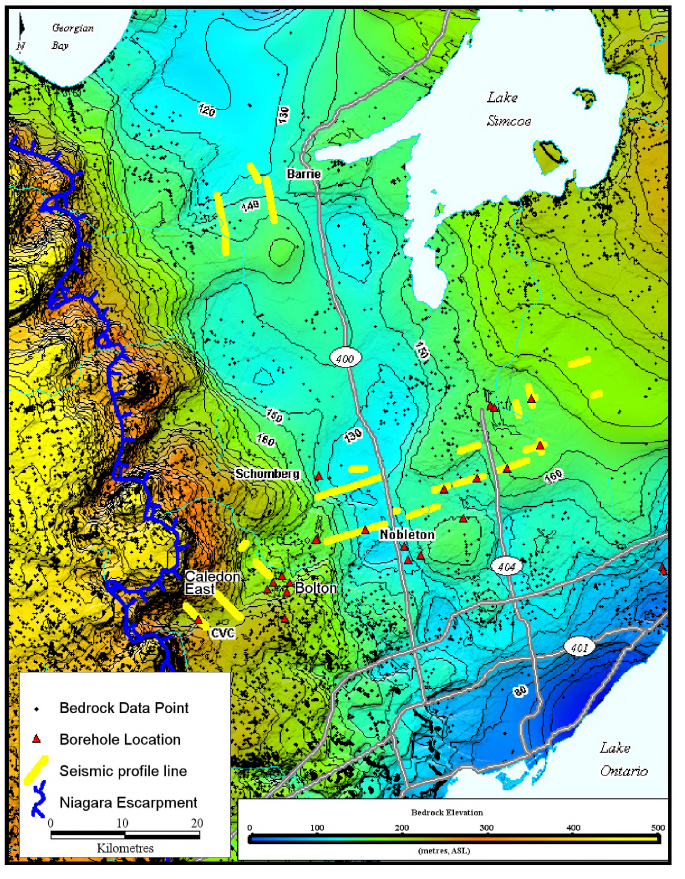 Georgian
Bay
N
Lake
Simcoe
120
130
Barrie
140
400
150
150
160
130
Schomberg
160
Nobleton
404
Caledon
East
Bolton
CVC
401
80
Lake
Ontario
Bedrock Data Point
Borehole Location
Seismic profile line
Niagara Escarpment
0 10 20
Kilometres
Bedrock Elevation
0 100 200 300 400 500
(metres, ASL)